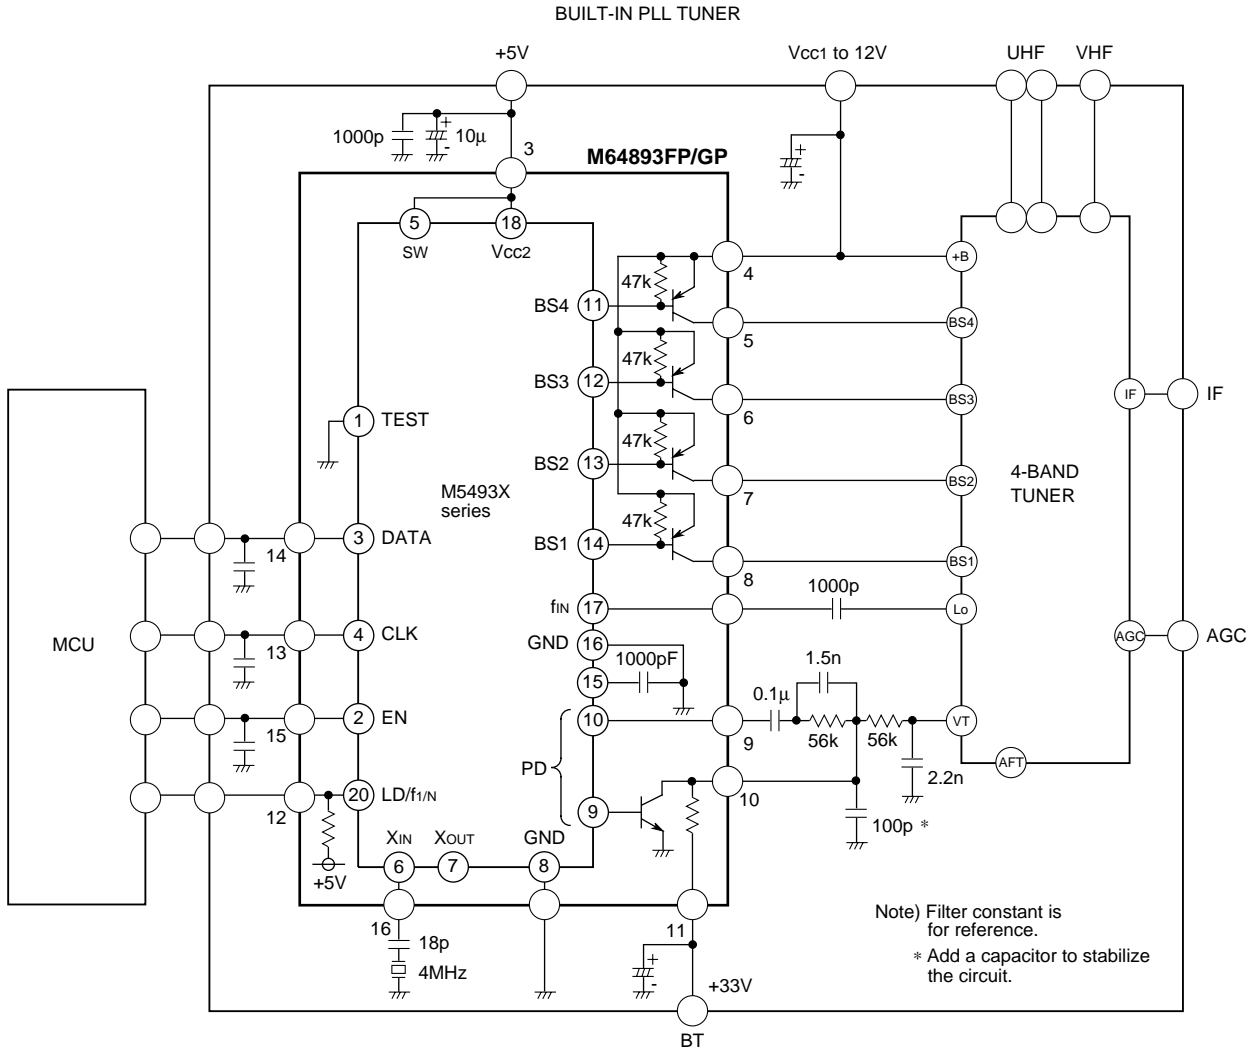 BUILT-IN PLL TUNER
+5V
Vcc1 to 12V
UHF
VHF
1000p
+
10µ
-
3
M64893FP/GP
+
-
5
18
SW
Vcc2
4
+B
47k
BS4
11
5
BS4
47k
BS3
12
6
BS3
IF
IF
1
TEST
47k
BS2
13
7
BS2
4-BAND
TUNER
M5493X
series
47k
BS1
14
8
BS1
3
DATA
14
1000p
fIN
17
Lo
MCU
4
CLK
13
GND
16
AGC
AGC
1000pF
15
1.5n
0.1µ
2
EN
15
10
9
56k
56k
VT
PD
AFT
2.2n
20
LD/f1/N
12
9
10
100p *
+5V
XIN
XOUT
GND
6
7
8
16
18p
4MHz
11
+
-
+33V
BT
Note) Filter constant is
for reference.
* Add a capacitor to stabilize
the circuit.